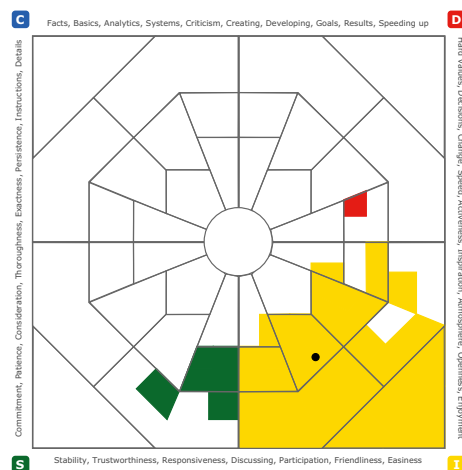 C
Facts, Basics, Analytics, Systems, Criticism, Creating, Developing, Goals, Results, Speeding up
D
Commitment, Patience, Consideration, Thoroughness, Exactness, Persistence, Instructions, Details
Hard Values, Decisions, Change, Speed, Activeness, Inspiration, Atmosphere, Openness, Enjoyment
S
Stability, Trustworthiness, Responsiveness, Discussing, Participation, Friendliness, Easiness
I